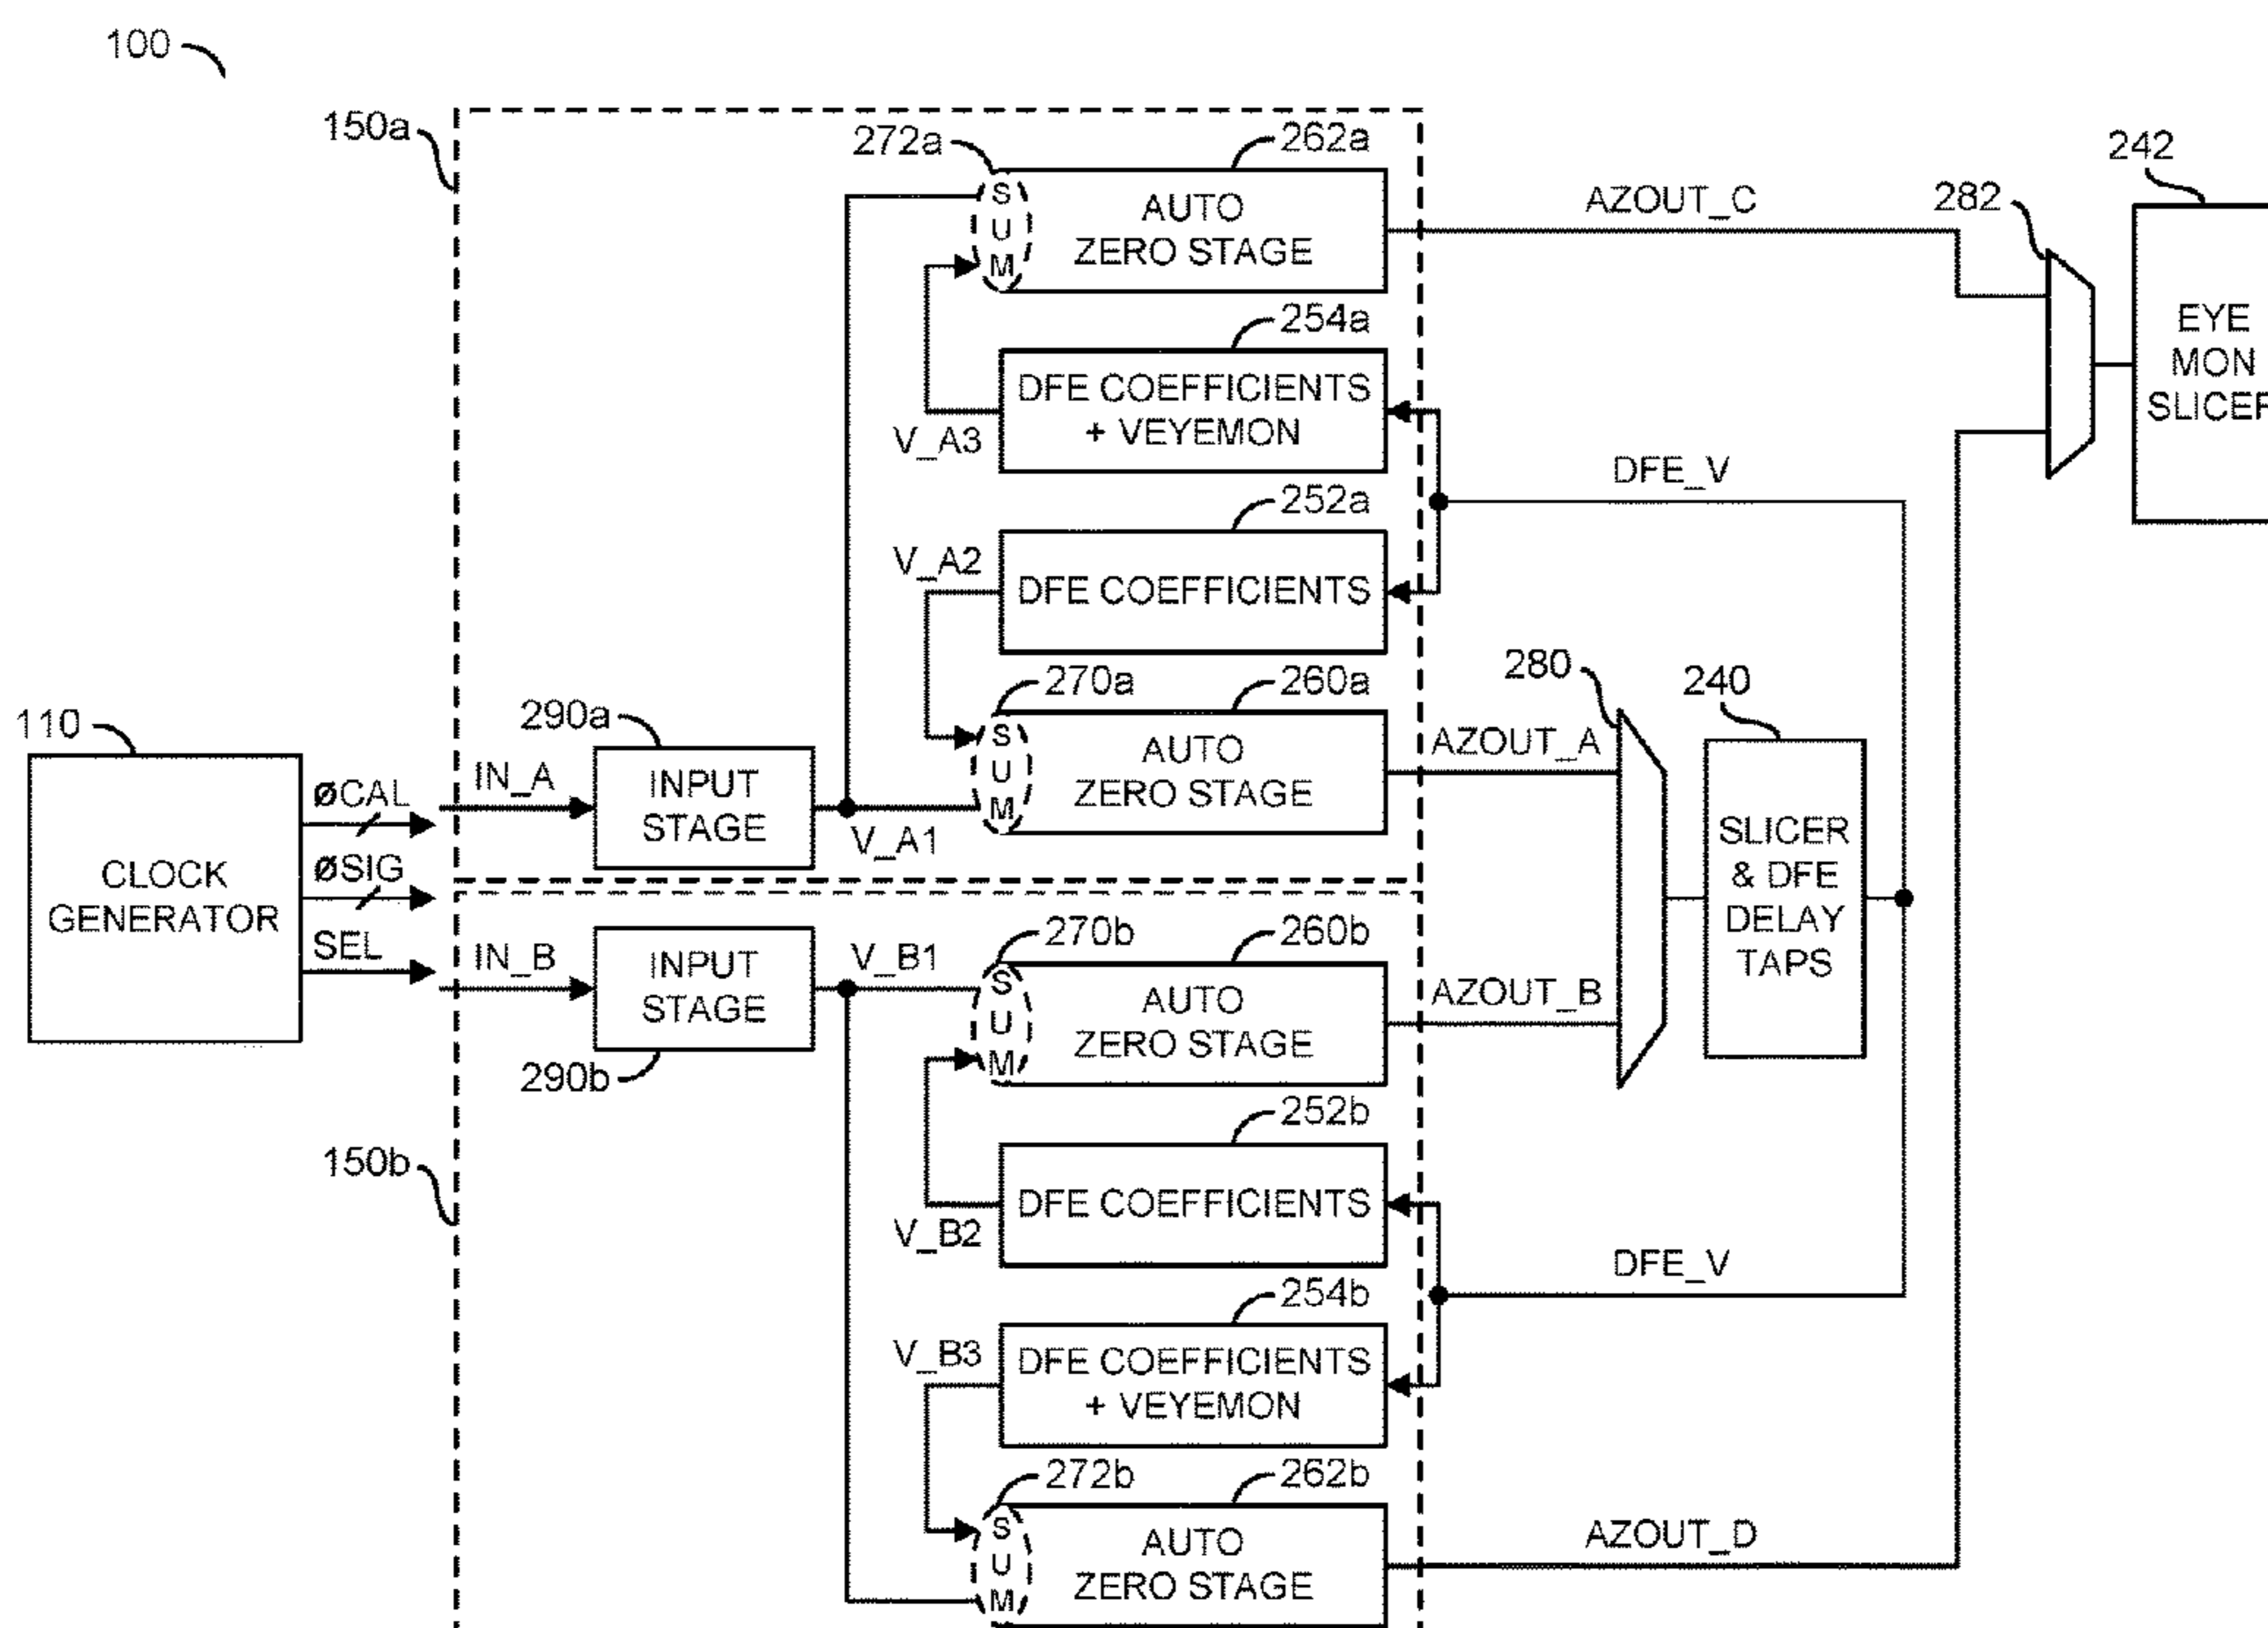 100
150a
272a
262a
S
U
M
AUTO
ZERO STAGE
AZOUT_C
282
242
EYE
MON
254a
DFE COEFFICIENTS
+ VEYEMON
V_A3
DFE_V
252a
V_A2
DFE COEFFICIENTS
270a
260a
S
U
M
AUTO
ZERO STAGE
AZOUT_A
280
240
SLICER
& DFE
DELAY
TAPS
110
CLOCK
GENERATOR
øCAL
øSIG
SEL
IN_A
290a
INPUT
STAGE
V_A1
IN_B
INPUT
STAGE
290b
V_B1
270b
260b
S
U
M
AUTO
ZERO STAGE
AZOUT_B
150b
252b
DFE COEFFICIENTS
V_B2
DFE_V
254b
DFE COEFFICIENTS
+ VEYEMON
V_B3
272b
262b
S
U
M
AUTO
ZERO STAGE
AZOUT_D